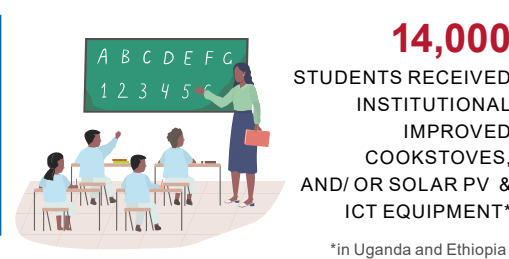 A B C D E F G
1 2 3 4 5
14,000
STUDENTS RECEIVED
INSTITUTIONAL
IMPROVED
COOKSTOVES,
AND/ OR SOLAR PV &
ICT EQUIPMENT*
*in Uganda and Ethiopia